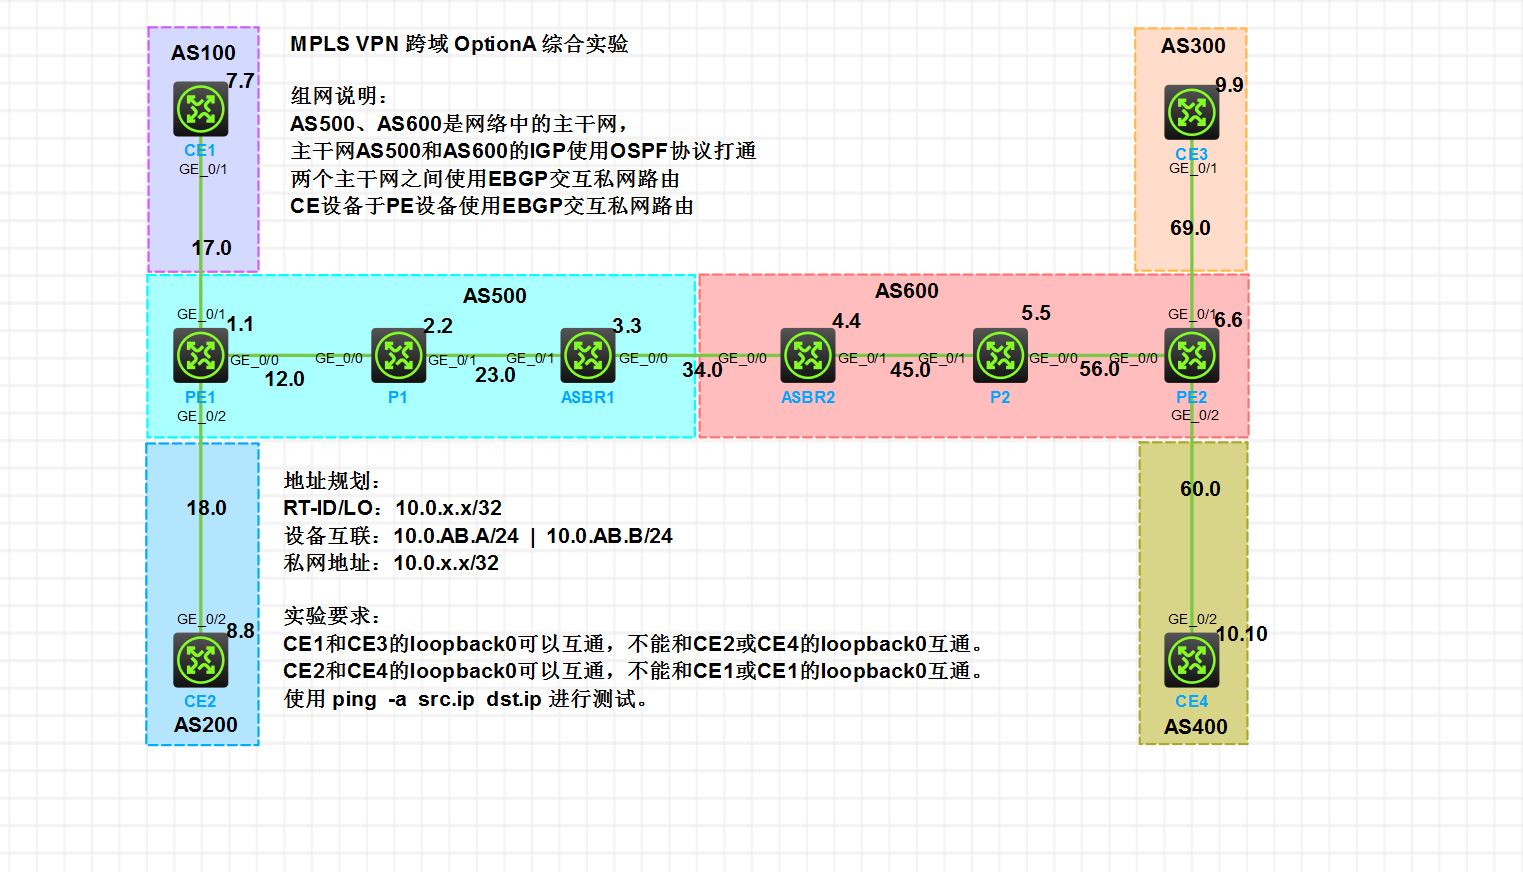 AS100
MPLS VPN 跨域 OptionA 综合实验
AS300
7.7
9.9
组网说明：
AS500、AS600是网络中的主干网，
主干网AS500和AS600的IGP使用OSPF协议打通
两个主干网之间使用EBGP交互私网路由
CE设备于PE设备使用EBGP交互私网路由
CE1
GE_0/1
CE3
GE_0/1
17.0
69.0
AS500
AS600
GE_0/1
1.1
2.2
3.3
4.4
5.5
GE_0/1
6.6
GE_0/0
12.0
GE_0/0
GE_0/1
23.0
GE_0/1
GE_0/0
34.0
GE_0/0
GE_0/1
45.0
GE_0/1
GE_0/0
56.0
GE_0/0
PE1
P1
ASBR1
ASBR2
P2
PE2
GE_0/2
GE_0/2
18.0
60.0
地址规划：
RT-ID/LO：10.0.x.x/32
设备互联：10.0.AB.A/24 | 10.0.AB.B/24
私网地址：10.0.x.x/32
实验要求：
CE1和CE3的loopback0可以互通，不能和CE2或CE4的loopback0互通。
CE2和CE4的loopback0可以互通，不能和CE1或CE1的loopback0互通。
使用 ping -a src.ip dst.ip 进行测试。
GE_0/2
8.8
CE2
AS200
GE_0/2
10.10
CE4
AS400